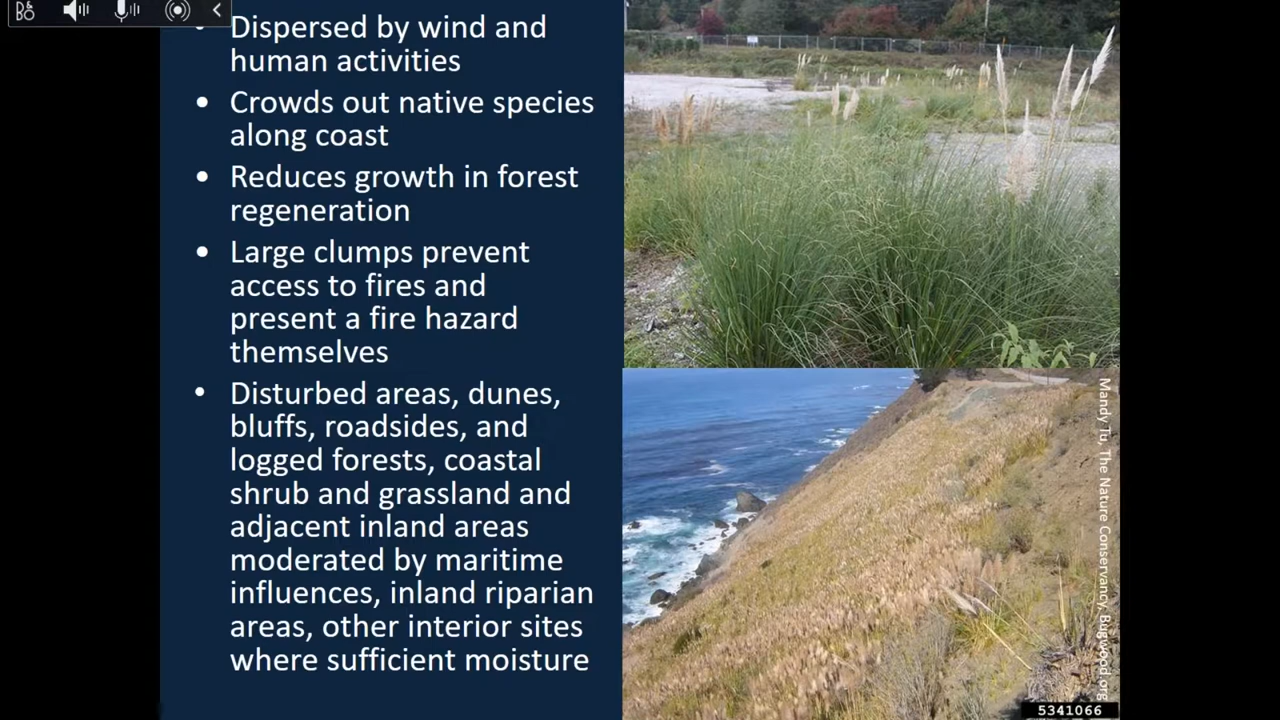 • Dispersed by wind and
human activities
• Crowds out native species
along coast
• Reduces growth in forest
regeneration
• Large clumps prevent
access to fires and
present a fire hazard
themselves
• Disturbed areas, dunes,
bluffs, roadsides, and
logged forests, coastal
shrub and grassland and
adjacent inland areas
moderated by maritime
influences, inland riparian
areas, other interior sites
where sufficient moisture
Mandy Tu, The Nature Conservancy, Bugwood.org
5341066